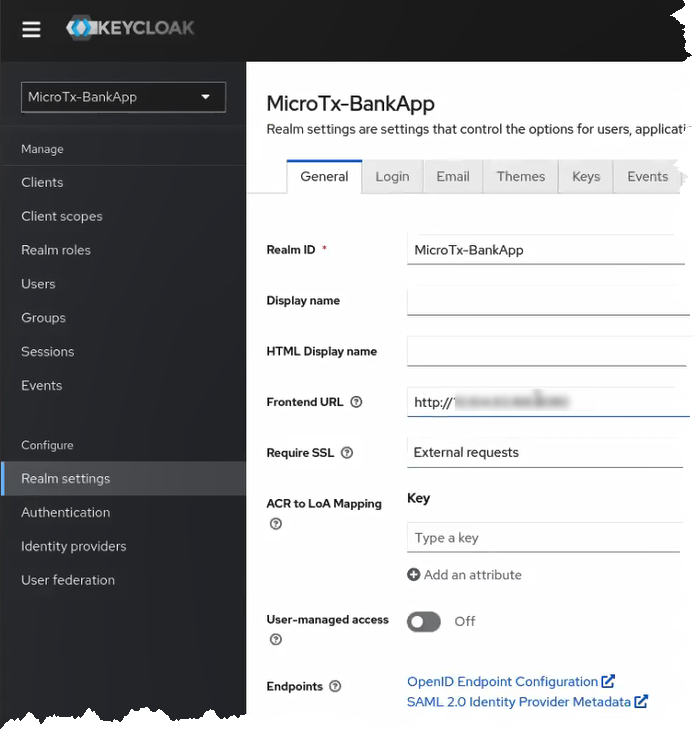 KEYCLOAK
MicroTx-BankApp
Manage
Clients
Client scopes
Realm roles
Users
Groups
Sessions
Events
Configure
Realm settings
Authentication
Identity providers
User federation
MicroTx-BankApp
Realm settings are settings that control the options for users,
General Login Email Themes Keys Events
Realm ID * MicroTx-BankApp
Display name
HTML Display name
Frontend URL http://
Require SSL External requests
ACR to LoA Mapping Key
Type a key
Add an attribute
User-managed access Off
Endpoints OpenID Endpoint Configuration
SAML 2.0 Identity Provider Metadata